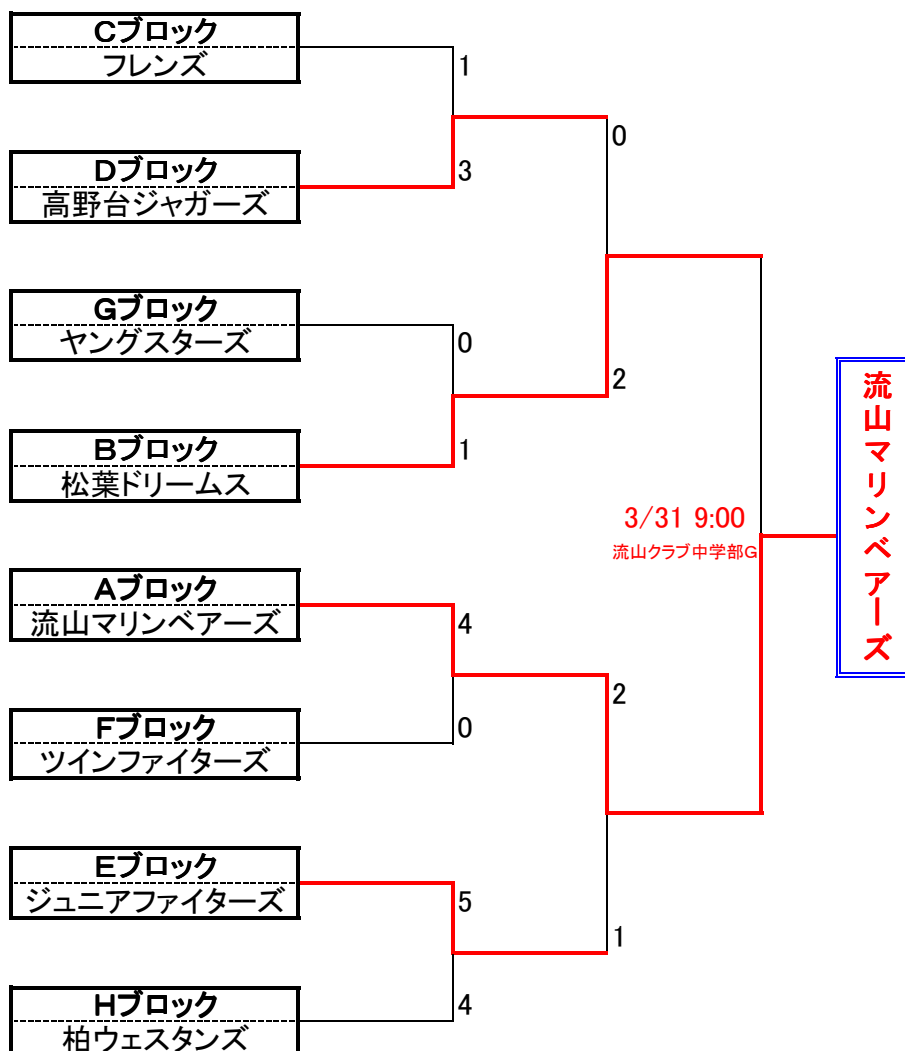 Cブロック
フレンズ
1
0
Dブロック
3
高野台ジャガーズ
Gブロック
ヤングスターズ
0
2
Bブロック
1
松葉ドリームス
3/31 9:00
流山クラブ中学部G
流山マリンベアーズ
Aブロック
流山マリンベアーズ
4
2
Fブロック
0
ツインファイターズ
Eブロック
ジュニアファイターズ
5
1
Hブロック
4
柏ウェスタンズ